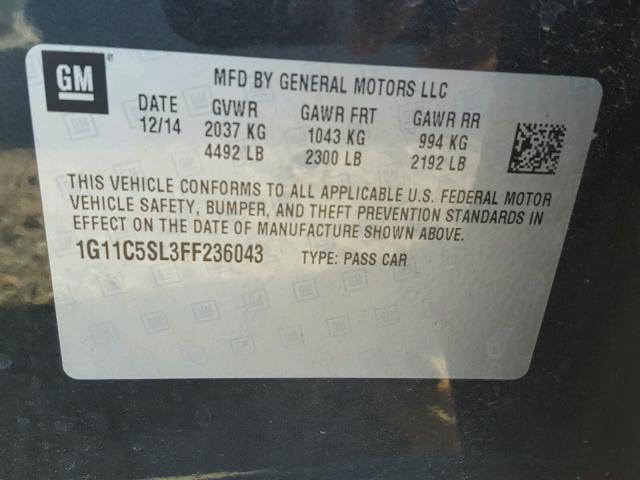 GM
MFD BY GENERAL MOTORS LLC
DATE GVWR GAWR FRT GAWR RR
12/14 2037 KG 1043 KG 994 KG
4492 LB 2300 LB 2192 LB
THIS VEHICLE CONFORMS TO ALL APPLICABLE U.S. FEDERAL MOTOR
VEHICLE SAFETY, BUMPER, AND THEFT PREVENTION STANDARDS IN
EFFECT ON THE DATE OF MANUFACTURE SHOWN ABOVE.
1G11C5SL3FF236043 TYPE: PASS CAR